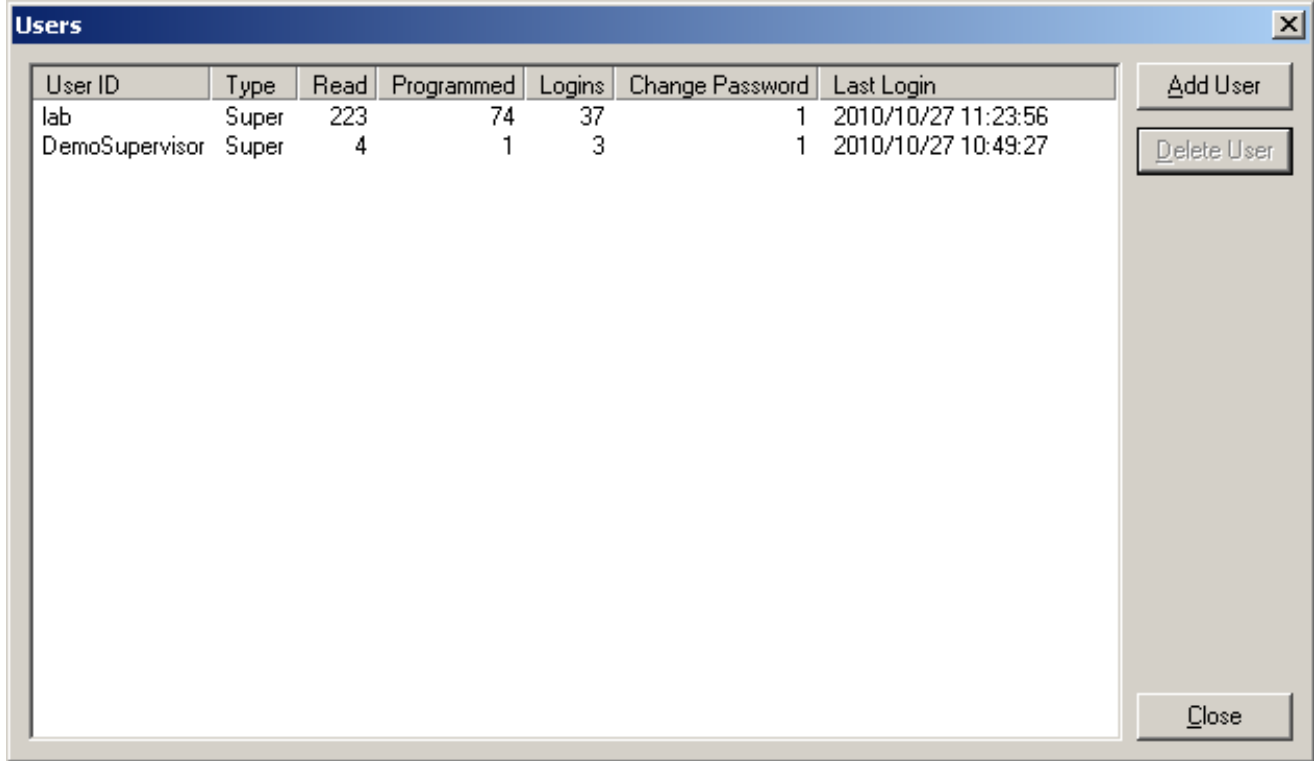 Users
User ID Type Read Programmed Logins Change Password Last Login
lab Super 223 74 37 1 2010/10/27 11:23:56
DemoSupervisor Super 4 1 3 1 2010/10/27 10:49:27
Add User
Delete User
Close